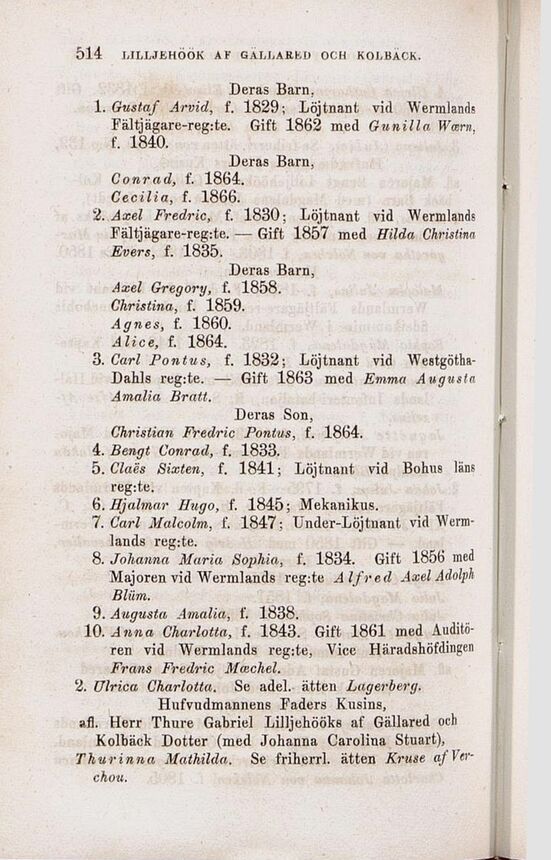 514 LILLJEHÖÖK AF GÄLLARED OCH KOLBÄCK.
Deras Barn,
1. Gustaf Arvid, f. 1829; Löjtnant vid Wermlands
Fältjägare-reg:te. Gift 1862 med Gunilla Wærn,
f. 1840.
Deras Barn,
Conrad, f. 1864.
Cecilia, f. 1866.
2. Axel Fredric, f. 1830; Löjtnant vid Wermlands
Fältjägare-reg:te. — Gift 1857 med Hilda Christina
Evers, f. 1835.
Deras Barn,
Axel Gregory, f. 1858.
Christina, f. 1859.
Agnes, f. 1860.
Alice, f. 1864.
3. Carl Pontus, f. 1832; Löjtnant vid Westgötha-
Dahls reg:te. — Gift 1863 med Emma Augusta
Amalia Bratt.
Deras Son,
Christian Fredric Pontus, f. 1864.
4. Bengt Conrad, f. 1833.
5. Claës Sixten, f. 1841; Löjtnant vid Bohus läns
reg:te.
6. Hjalmar Hugo, f. 1845; Mekanikus.
7. Carl Malcolm, f. 1847; Under-Löjtnant vid Werm-
lands reg:te.
8. Johanna Maria Sophia, f. 1834. Gift 1856 med
Majoren vid Wermlands reg:te Alfred Axel Adolph
Blüm.
9. Augusta Amalia, f. 1838.
10. Anna Charlotta, f. 1843. Gift 1861 med Auditö-
ren vid Wermlands reg:te, Vice Häradshöfdingen
Frans Fredric Mæchel.
2. Ulrica Charlotta. Se adel. ätten Lagerberg.
Hufvudmannens Faders Kusins,
afl. Herr Thure Gabriel Lilljehööks af Gällared och
Kolbäck Dotter (med Johanna Carolina Stuart),
Thurinna Mathilda. Se friherrl. ätten Kruse af Ver-
chou.